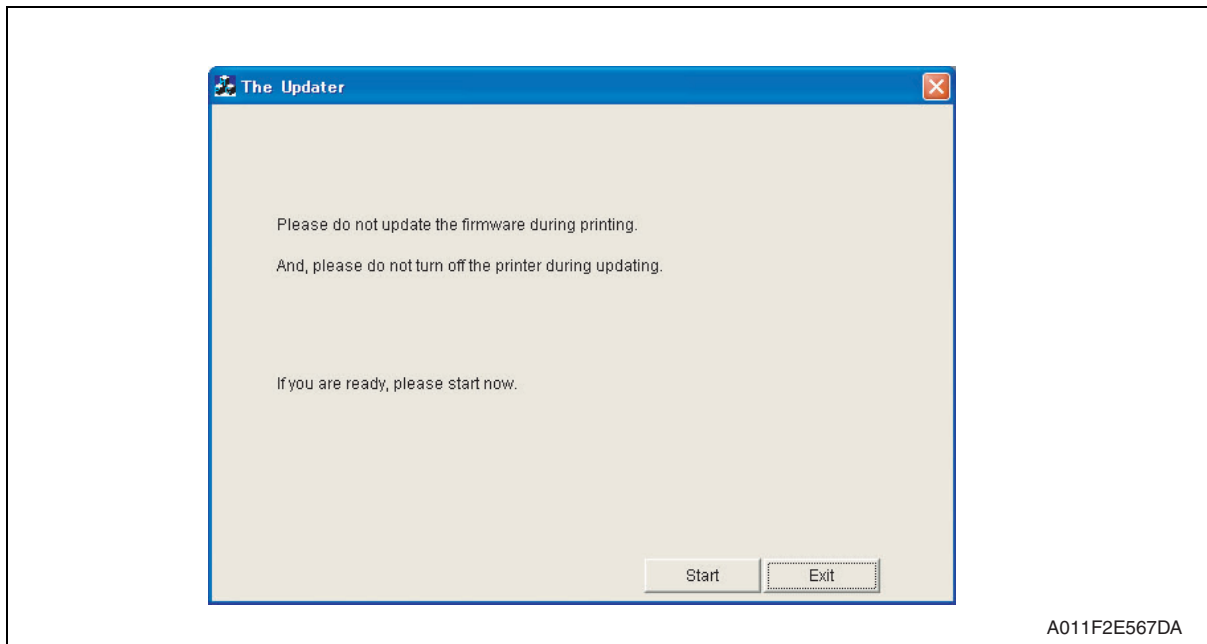 The Updater
Please do not update the firmware during printing.
And, please do not turn off the printer during updating.
If you are ready, please start now.
Start
Exit
A011F2E567DA